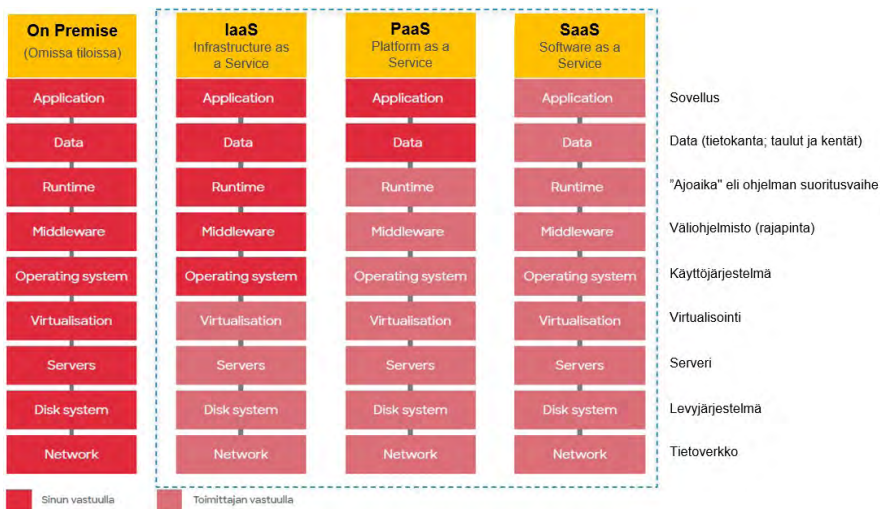 On Premise
(Omissa tiloissa)
IaaS
Infrastructure as
a Service
PaaS
Platform as a
Service
SaaS
Software as a
Service
Application
Application
Application
Application
Sovellus
Data
Data
Data
Data
Data (tietokanta; taulut ja kentät)
Runtime
Runtime
Runtime
Runtime
"Ajoaika" eli ohjelman suoritusvaihe
Middleware
Middleware
Middleware
Middleware
Väliohjelmisto (rajapinta)
Operating system
Operating system
Operating system
Operating system
Käyttöjärjestelmä
Virtualisation
Virtualisation
Virtualisation
Virtualisation
Virtualisointi
Servers
Servers
Servers
Servers
Serveri
Disk system
Disk system
Disk system
Disk system
Levyjärjestelmä
Network
Network
Network
Network
Tietoverkko
Sinun vastuulla
Toimittajan vastuulla